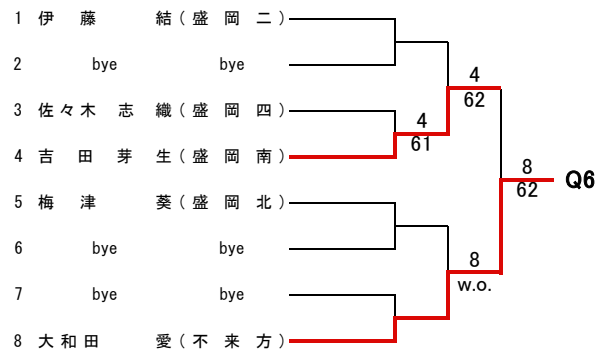 1 伊藤 結(盛岡二)
2 bye bye
3 佐々木 志織(盛岡四)
4 吉田 芽生(盛岡南)
5 梅津 葵(盛岡北)
6 bye bye
7 bye bye
8 大和田 愛(不来方)
4
61
4
62
8
w.o.
8
62
Q6